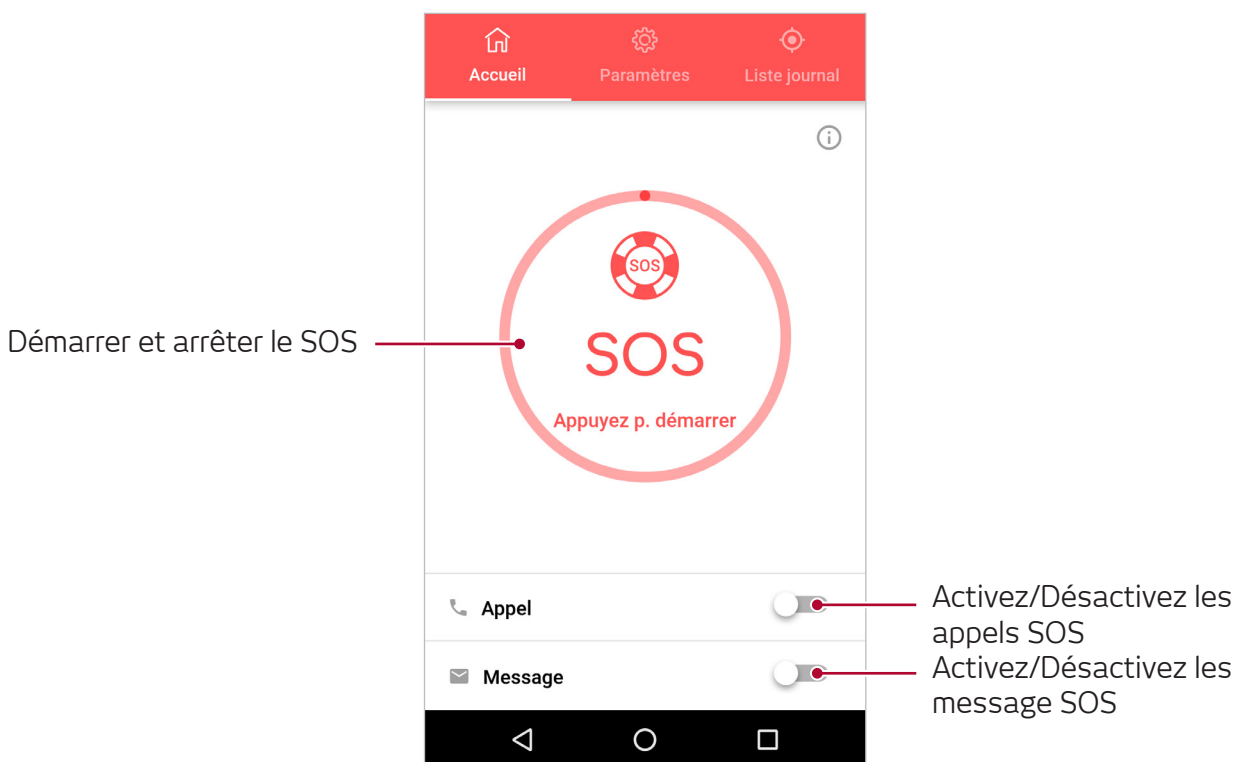 Accueil
Paramètres
Liste journal
SOS
SOS
Appuyez p. démarrer
Démarrer et arrêter le SOS
Appel
Activez/Désactivez les
appels SOS
Message
Activez/Désactivez les
message SOS